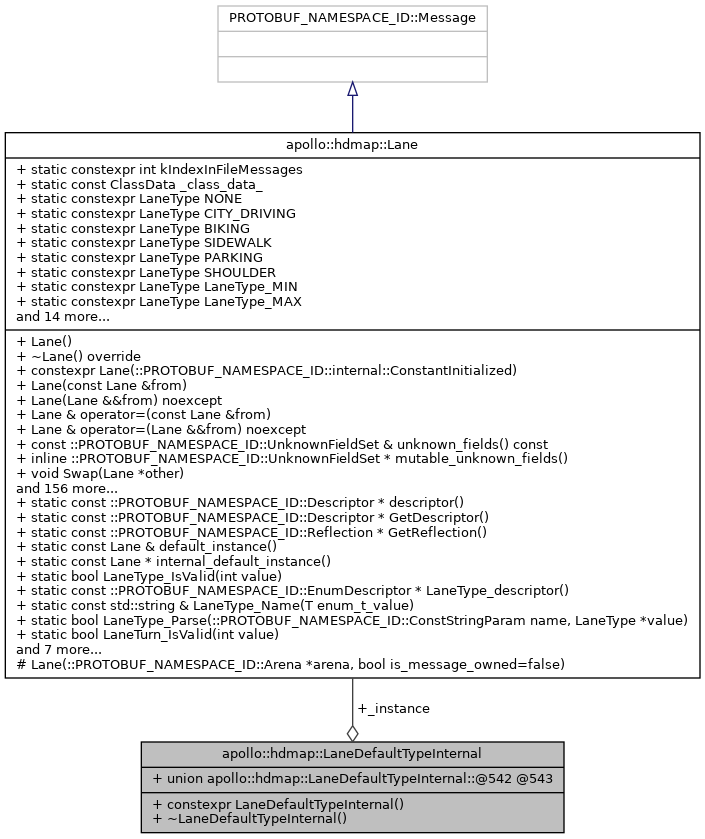 PROTOBUF_NAMESPACE_ID::Message
apollo::hdmap::Lane
+ static constexpr int kIndexInFileMessages
+ static const ClassData _class_data_
+ static constexpr LaneType NONE
+ static constexpr LaneType CITY_DRIVING
+ static constexpr LaneType BIKING
+ static constexpr LaneType SIDEWALK
+ static constexpr LaneType PARKING
+ static constexpr LaneType SHOULDER
+ static constexpr LaneType LaneType_MIN
+ static constexpr LaneType LaneType_MAX
and 14 more...
+ Lane()
+ ~Lane() override
+ constexpr Lane(::PROTOBUF_NAMESPACE_ID::internal::ConstantInitialized)
+ Lane(const Lane &from)
+ Lane(Lane &&from) noexcept
+ Lane & operator=(const Lane &from)
+ Lane & operator=(Lane &&from) noexcept
+ const ::PROTOBUF_NAMESPACE_ID::UnknownFieldSet & unknown_fields() const
+ inline ::PROTOBUF_NAMESPACE_ID::UnknownFieldSet * mutable_unknown_fields()
+ void Swap(Lane *other)
and 156 more...
+ static const ::PROTOBUF_NAMESPACE_ID::Descriptor * descriptor()
+ static const ::PROTOBUF_NAMESPACE_ID::Descriptor * GetDescriptor()
+ static const ::PROTOBUF_NAMESPACE_ID::Reflection * GetReflection()
+ static const Lane & default_instance()
+ static const Lane * internal_default_instance()
+ static bool LaneType_IsValid(int value)
+ static const ::PROTOBUF_NAMESPACE_ID::EnumDescriptor * LaneType_descriptor()
+ static const std::string & LaneType_Name(T enum_t_value)
+ static bool LaneType_Parse(::PROTOBUF_NAMESPACE_ID::ConstStringParam name, LaneType *value)
+ static bool LaneTurn_IsValid(int value)
and 7 more...
# Lane(::PROTOBUF_NAMESPACE_ID::Arena *arena, bool is_message_owned=false)
+_instance
apollo::hdmap::LaneDefaultTypeInternal
+ union apollo::hdmap::LaneDefaultTypeInternal::@542 @543
+ constexpr LaneDefaultTypeInternal()
+ ~LaneDefaultTypeInternal()